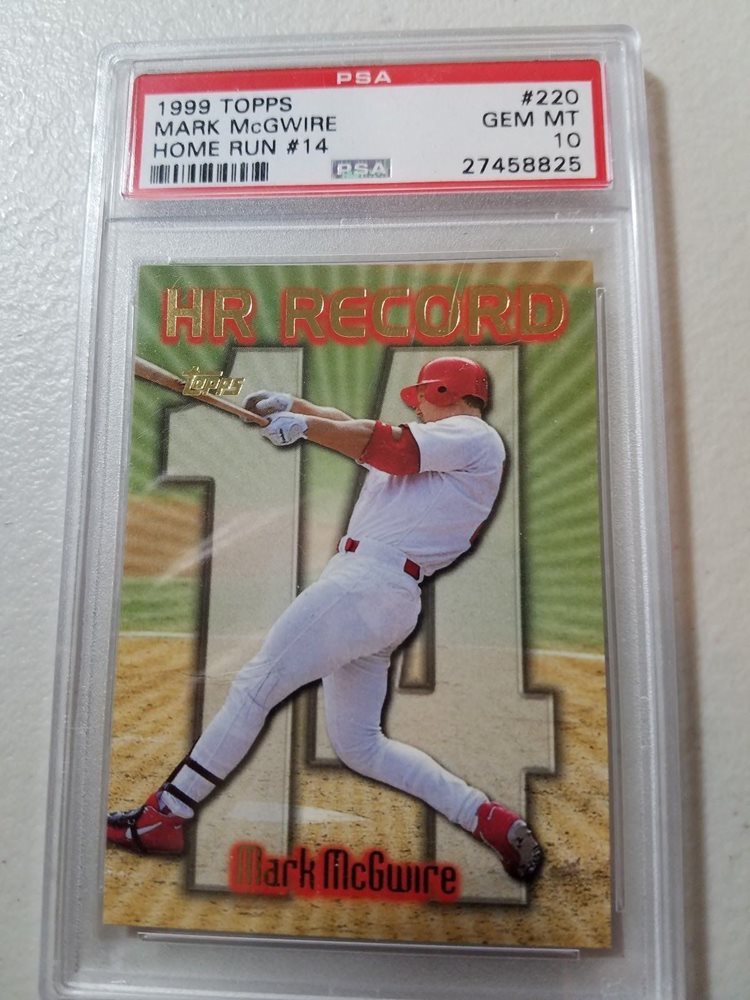 PSA
1999 TOPPS #220
MARK McGWIRE GEM MT
HOME RUN #14 10
PSA 27458825
HR RECORD
Topps
14
Mark McGwire